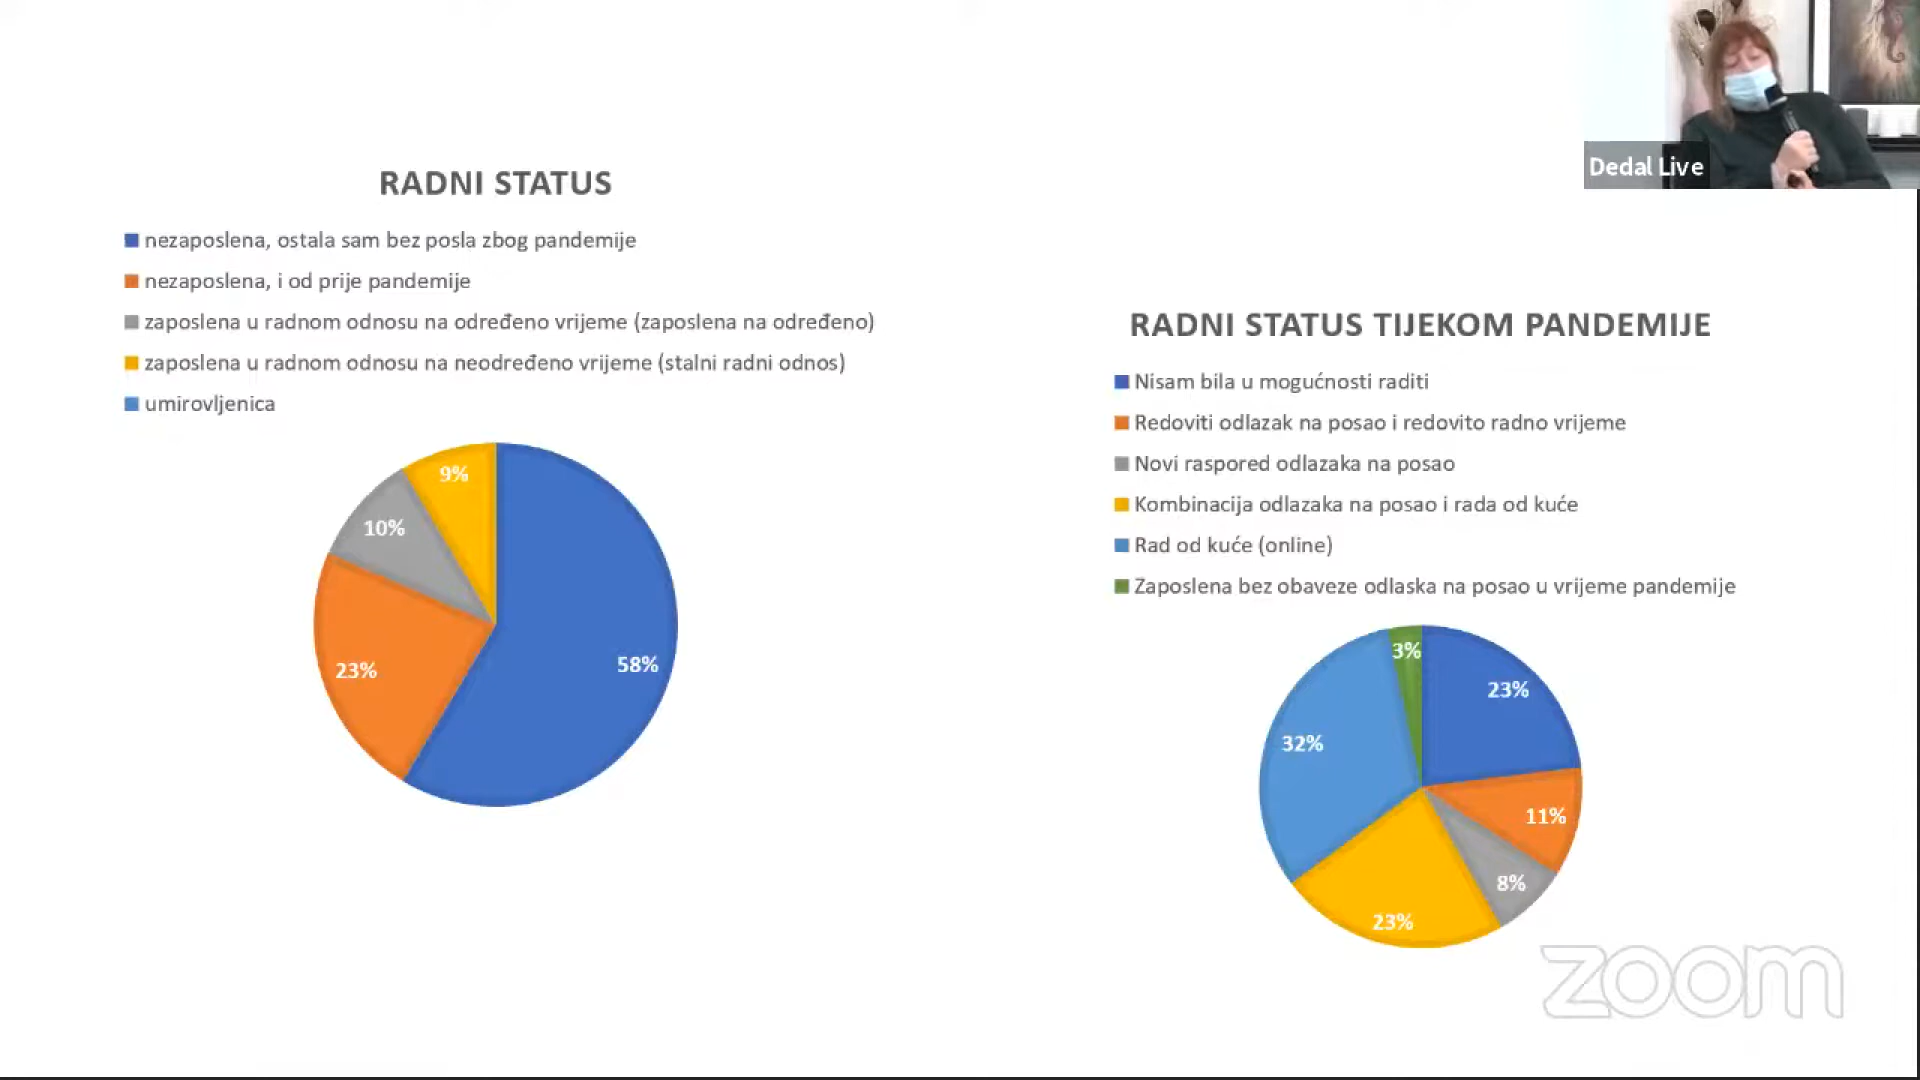 RADNI STATUS
nezaposlena, ostala sam bez posla zbog pandemije
nezaposlena, i od prije pandemije
zaposlena u radnom odnosu na određeno vrijeme (zaposlena na određeno)
zaposlena u radnom odnosu na neodređeno vrijeme (stalni radni odnos)
umirovljenica
9%
10%
23%
58%
RADNI STATUS TIJEKOM PANDEMIJE
Nisam bila u mogućnosti raditi
Redoviti odlazak na posao i redovito radno vrijeme
Novi raspored odlazaka na posao
Kombinacija odlazaka na posao i rada od kuće
Rad od kuće (online)
Zaposlena bez obaveze odlaska na posao u vrijeme pandemije
3%
23%
32%
11%
8%
23%
Dedal Live
zoom